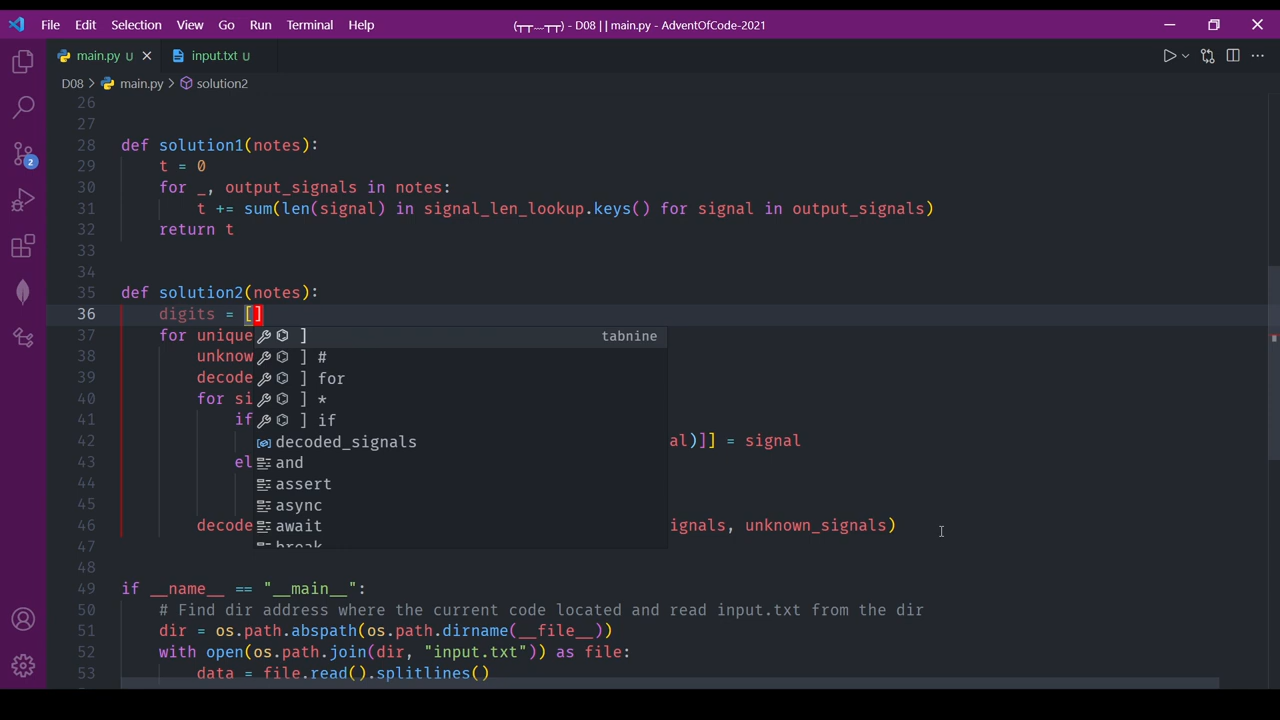 File Edit Selection View Go Run Terminal Help (┬┬﹏┬┬) - D08 || main.py - AdventOfCode-2021
main.py U input.txt U
D08 > main.py > solution2
26
27
28 def solution1(notes):
29 t = 0
30 for _, output_signals in notes:
31 t += sum(len(signal) in signal_len_lookup.keys() for signal in output_signals)
32 return t
33
34
35 def solution2(notes):
36 digits = []
37 for unique ] tabnine
38 unknow ] #
39 decode ] for
40 for si ] *
41 if ] if
42 decoded_signals al)]] = signal
43 el and
44 assert
45 async
46 decode await ignals, unknown_signals)
47 break
48
49 if __name__ == "__main__":
50 # Find dir address where the current code located and read input.txt from the dir
51 dir = os.path.abspath(os.path.dirname(__file__))
52 with open(os.path.join(dir, "input.txt")) as file:
53 data = file.read().splitlines()
2